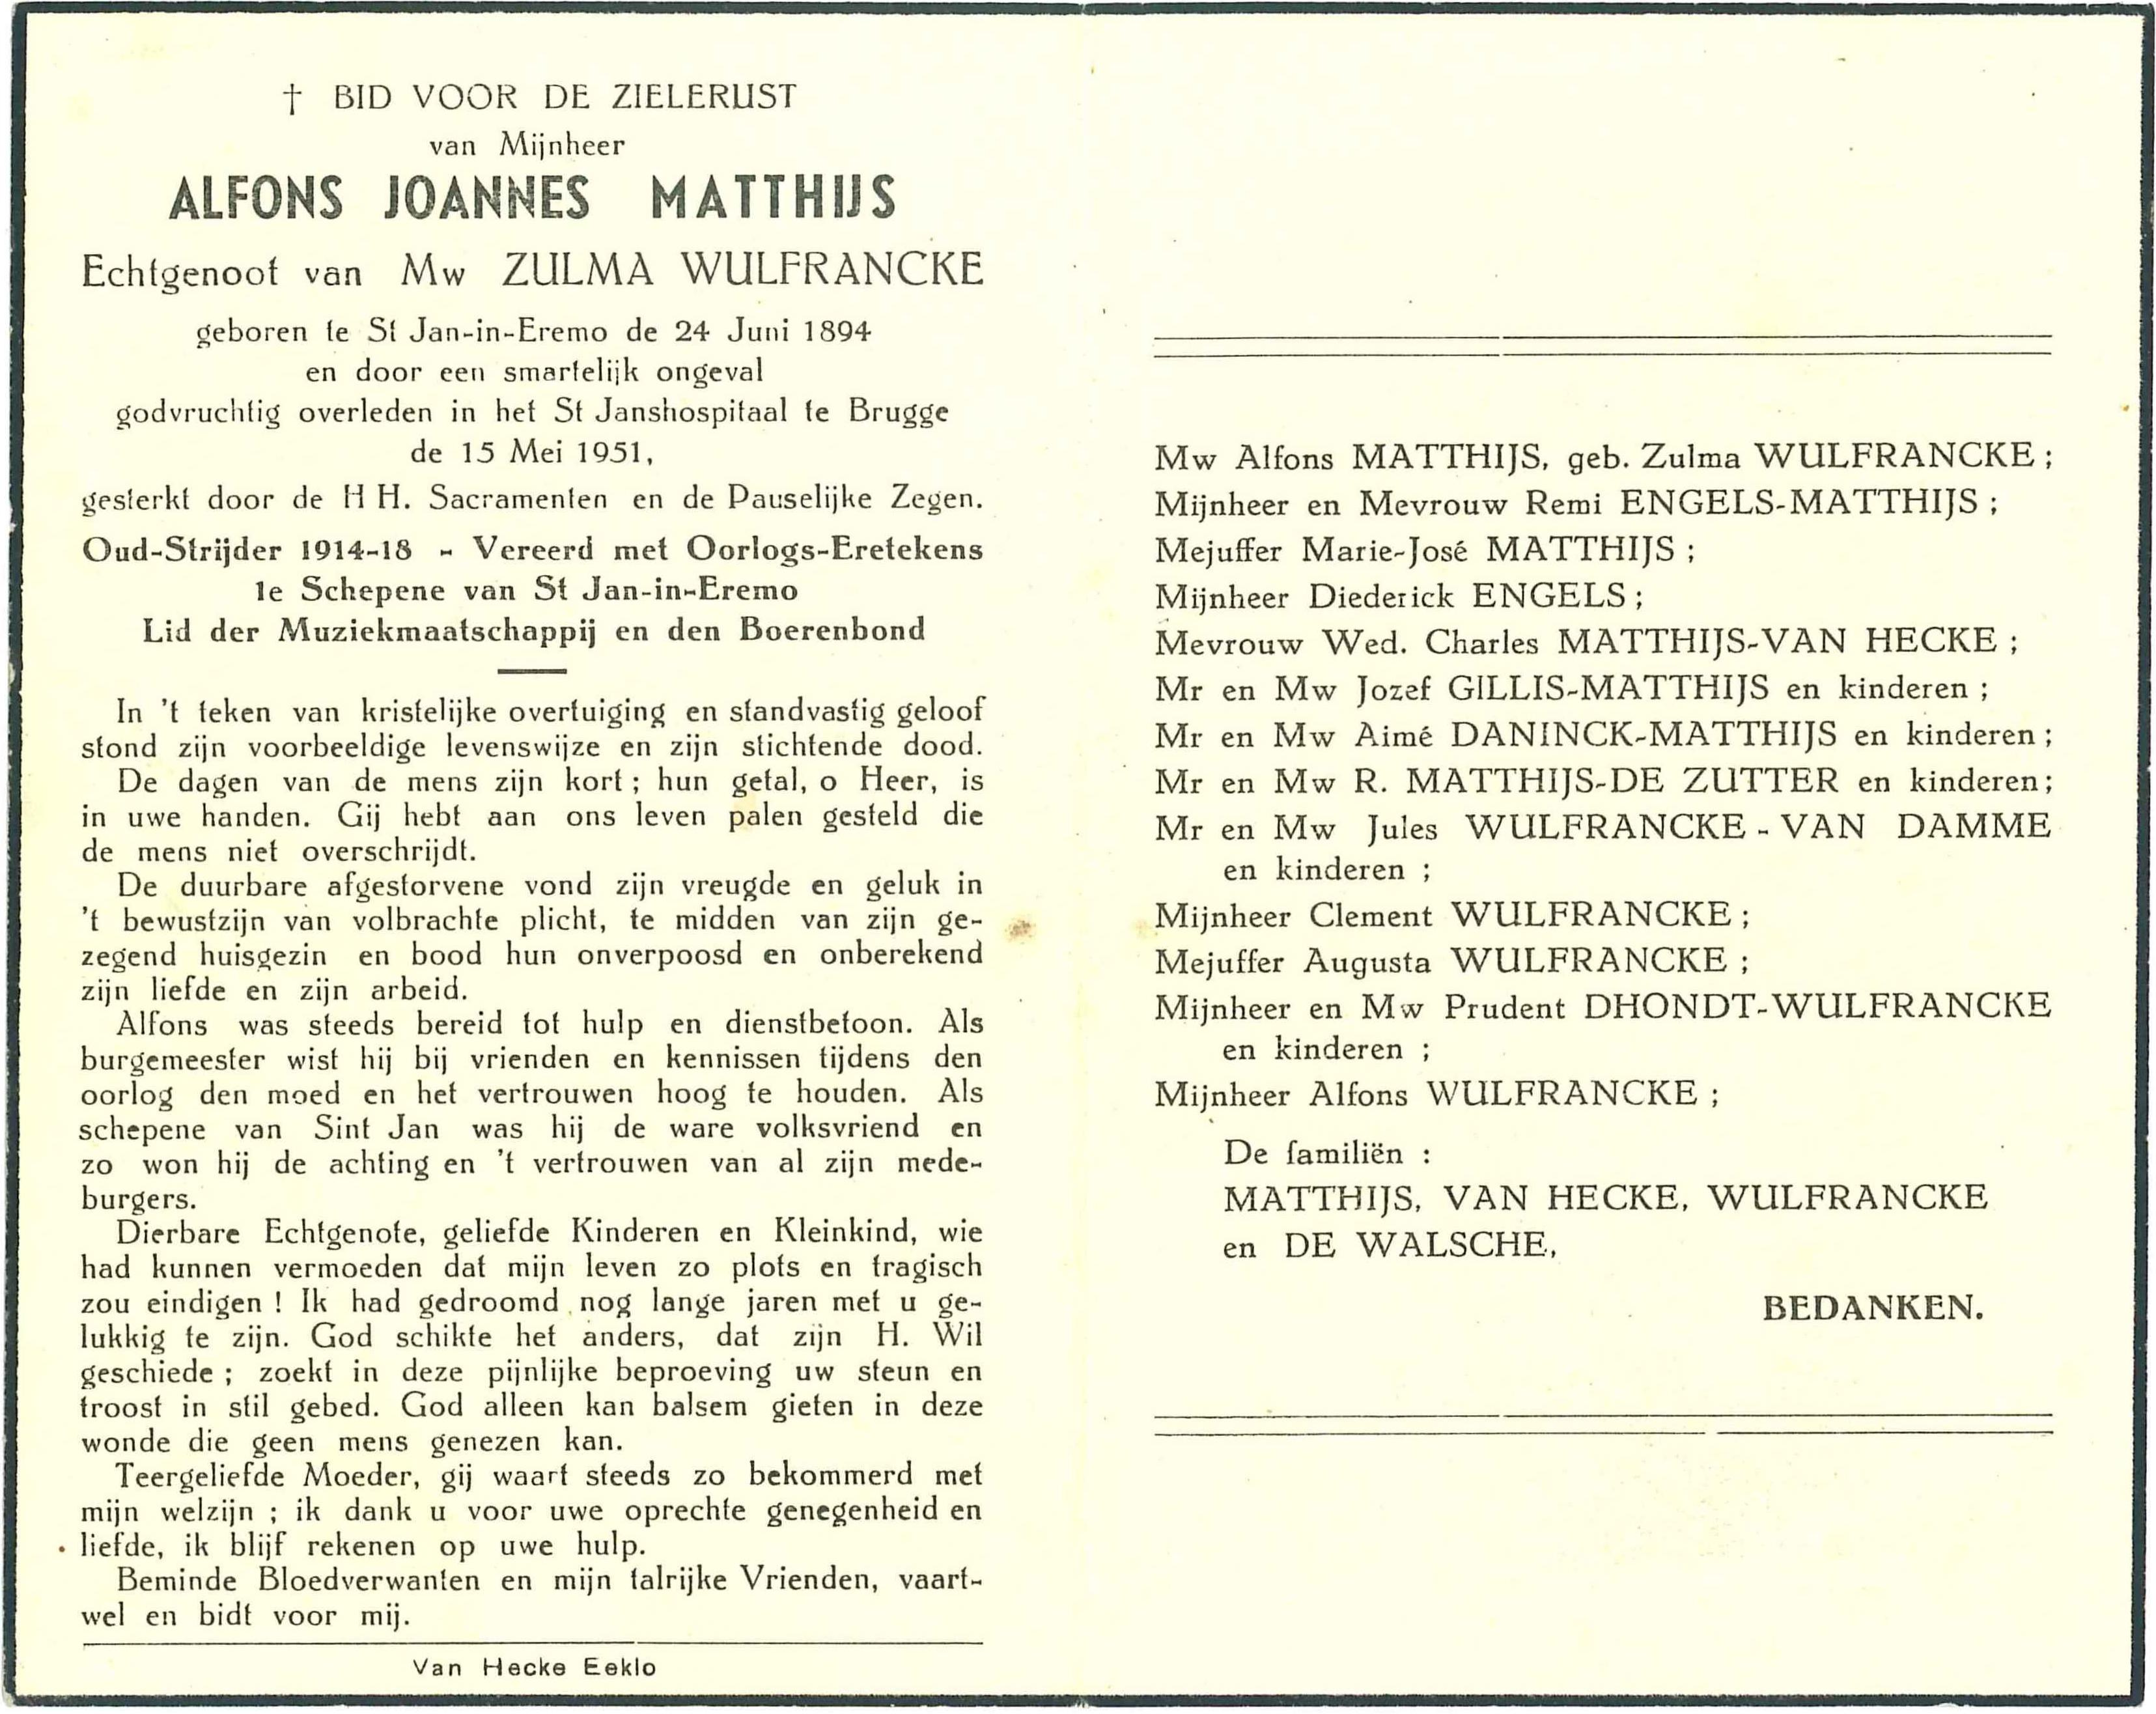 † BID VOOR DE ZIELERUST
van Mijnheer
ALFONS JOANNES MATTHIJS
Echtgenoot van Mw ZULMA WULFRANCKE
geboren te St Jan-in-Eremo de 24 Juni 1894
en door een smartelijk ongeval
godvruchtig overleden in het St Janshospitaal te Brugge
de 15 Mei 1951,
gesterkt door de H H. Sacramenten en de Pauselijke Zegen.
Oud-Strijder 1914-18 - Vereerd met Oorlogs-Eretekens
1e Schepene van St Jan-in-Eremo
Lid der Muziekmaatschappij en den Boerenbond
In 't teken van kristelijke overtuiging en standvastig geloof
stond zijn voorbeeldige levenswijze en zijn stichtende dood.
De dagen van de mens zijn kort ; hun getal, o Heer, is
in uwe handen. Gij hebt aan ons leven palen gesteld die
de mens niet overschrijdt.
De duurbare afgestorvene vond zijn vreugde en geluk in
't bewustzijn van volbrachte plicht, te midden van zijn ge-
zegend huisgezin en bood hun onverpoosd en onberekend
zijn liefde en zijn arbeid.
Alfons was steeds bereid tot hulp en dienstbetoon. Als
burgemeester wist hij bij vrienden en kennissen tijdens den
oorlog den moed en het vertrouwen hoog te houden. Als
schepene van Sint Jan was hij de ware volksvriend en
zo won hij de achting en 't vertrouwen van al zijn mede-
burgers.
Dierbare Echtgenote, geliefde Kinderen en Kleinkind, wie
had kunnen vermoeden dat mijn leven zo plots en tragisch
zou eindigen ! Ik had gedroomd nog lange jaren met u ge-
lukkig te zijn. God schikte het anders, dat zijn H. Wil
geschiede ; zoekt in deze pijnlijke beproeving uw steun en
troost in stil gebed. God alleen kan balsem gieten in deze
wonde die geen mens genezen kan.
Teergeliefde Moeder, gij waart steeds zo bekommerd met
mijn welzijn ; ik dank u voor uwe oprechte genegenheid en
liefde, ik blijf rekenen op uwe hulp.
Beminde Bloedverwanten en mijn talrijke Vrienden, vaart-
wel en bidt voor mij.
Van Hecke Eeklo
Mw Alfons MATTHIJS, geb. Zulma WULFRANCKE ;
Mijnheer en Mevrouw Remi ENGELS-MATTHIJS ;
Mejuffer Marie-José MATTHIJS ;
Mijnheer Diederick ENGELS ;
Mevrouw Wed. Charles MATTHIJS-VAN HECKE ;
Mr en Mw Jozef GILLIS-MATTHIJS en kinderen ;
Mr en Mw Aimé DANINCK-MATTHIJS en kinderen ;
Mr en Mw R. MATTHIJS-DE ZUTTER en kinderen;
Mr en Mw Jules WULFRANCKE - VAN DAMME
en kinderen ;
Mijnheer Clement WULFRANCKE ;
Mejuffer Augusta WULFRANCKE ;
Mijnheer en Mw Prudent DHONDT-WULFRANCKE
en kinderen ;
Mijnheer Alfons WULFRANCKE ;
De familiën :
MATTHIJS, VAN HECKE, WULFRANCKE
en DE WALSCHE,
BEDANKEN.